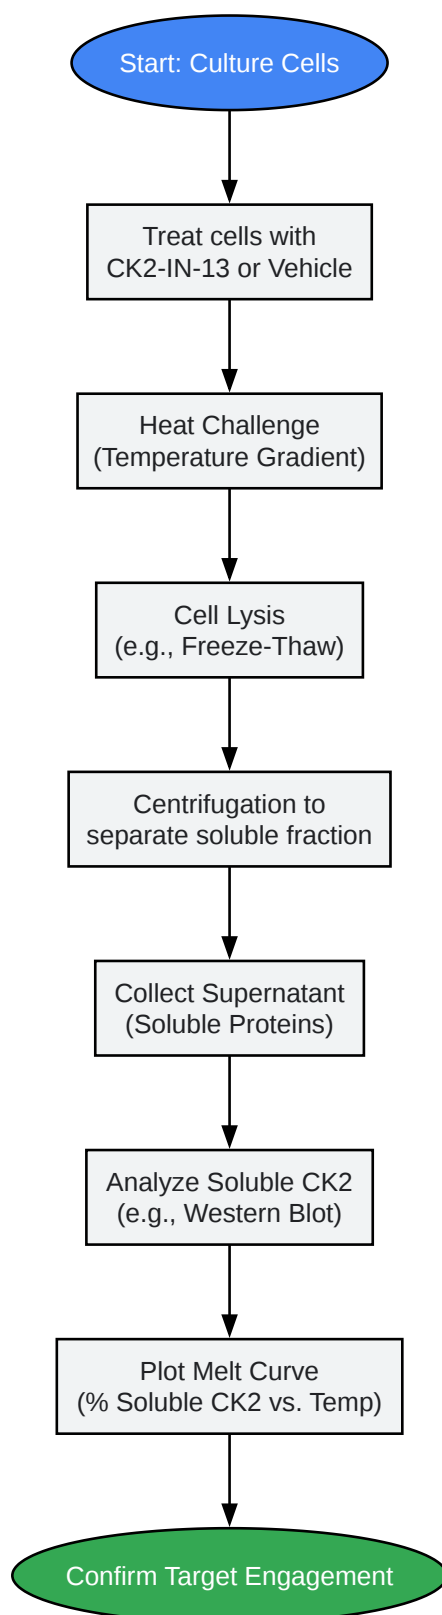 Start: Culture Cells
Treat cells with
CK2-IN-13 or Vehicle
Heat Challenge
(Temperature Gradient)
Cell Lysis
(e.g., Freeze-Thaw)
Centrifugation to
separate soluble fraction
Collect Supernatant
(Soluble Proteins)
Analyze Soluble CK2
(e.g., Western Blot)
Plot Melt Curve
(% Soluble CK2 vs. Temp)
Confirm Target Engagement